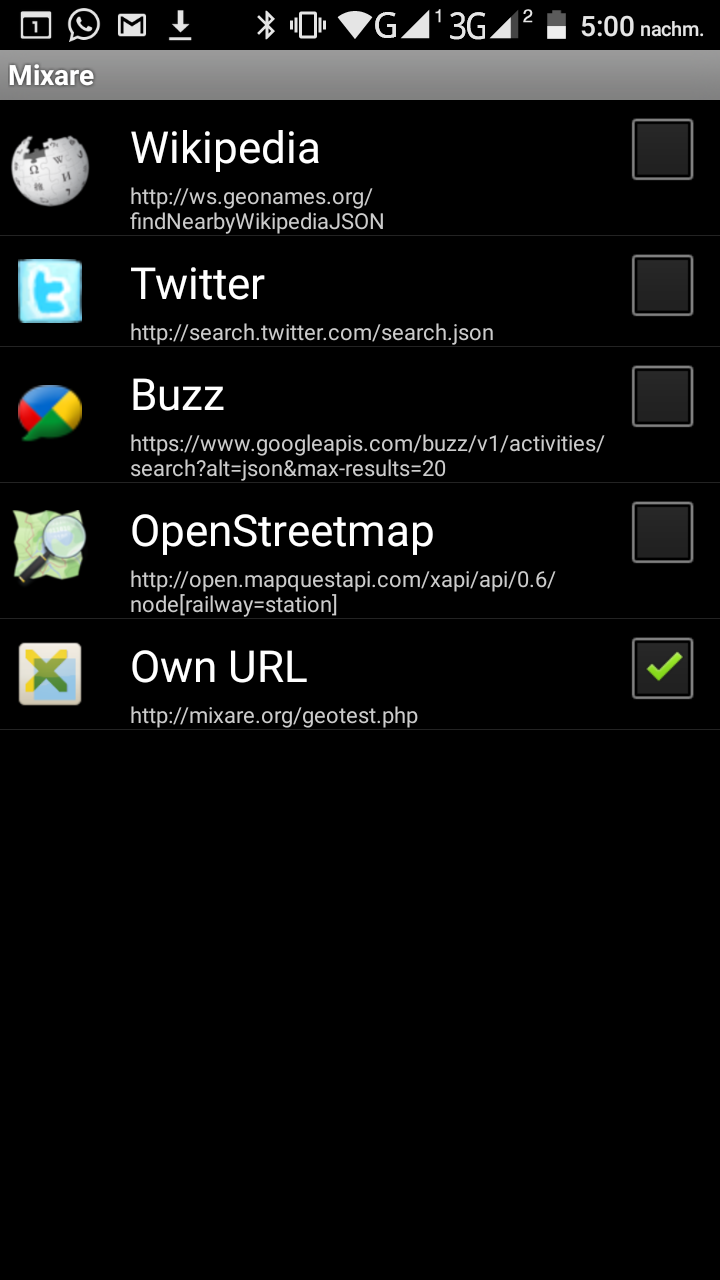 1 G 1 3G 2 5:00 nachm.
Mixare
Wikipedia
http://ws.geonames.org/
findNearbyWikipediaJSON
Twitter
http://search.twitter.com/search.json
Buzz
https://www.googleapis.com/buzz/v1/activities/
search?alt=json&max-results=20
OpenStreetmap
http://open.mapquestapi.com/xapi/api/0.6/
node[railway=station]
Own URL
http://mixare.org/geotest.php